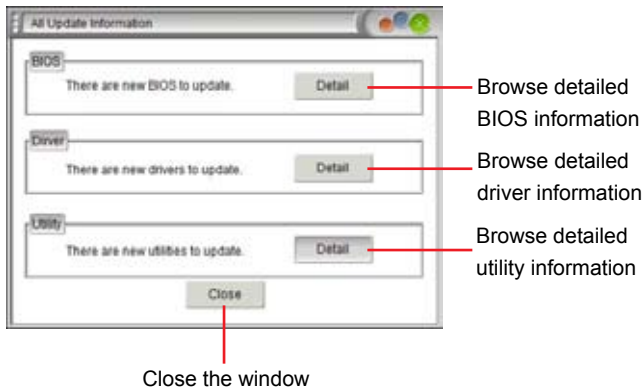 All Update Information
BIOS
There are new BIOS to update.
Detail
Browse detailed
BIOS information
Driver
There are new drivers to update.
Detail
Browse detailed
driver information
Utility
There are new utilities to update.
Detail
Browse detailed
utility information
Close
Close the window